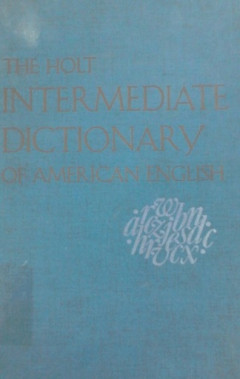 THE HOLT
INTERMEDIATE
DICTIONARY
OF AMERICAN ENGLISH